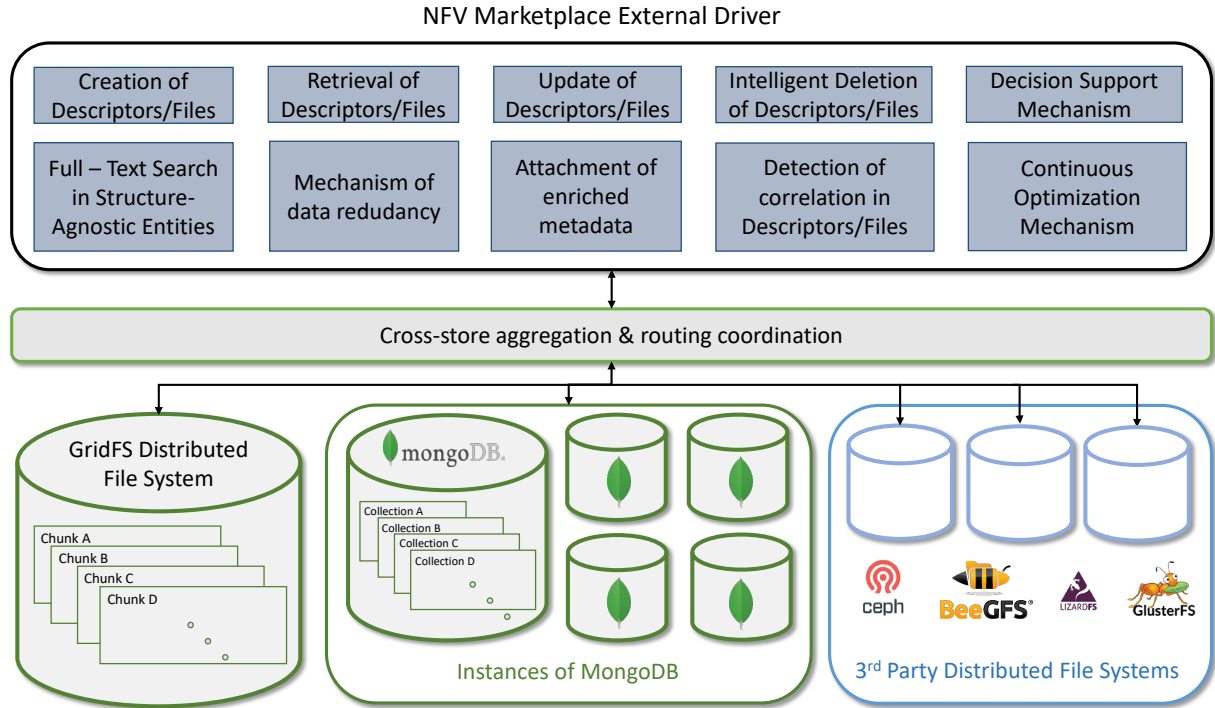 NFV Marketplace External Driver
Creation of
Descriptors/Files
Retrieval of
Descriptors/Files
Update of
Descriptors/Files
Intelligent Deletion
of Descriptors/Files
Decision Support
Mechanism
Full – Text Search
in Structure-
Agnostic Entities
Mechanism of
data redudancy
Attachment of
enriched
metadata
Detection of
correlation in
Descriptors/Files
Continuous
Optimization
Mechanism
Cross-store aggregation & routing coordination
GridFS Distributed
File System
Chunk A
Chunk B
Chunk C
Chunk D
mongoDB®
Collection A
Collection B
Collection C
Collection D
Instances of MongoDB
ceph
BeeGFS®
LIZARDFS
GlusterFS
3rd Party Distributed File Systems